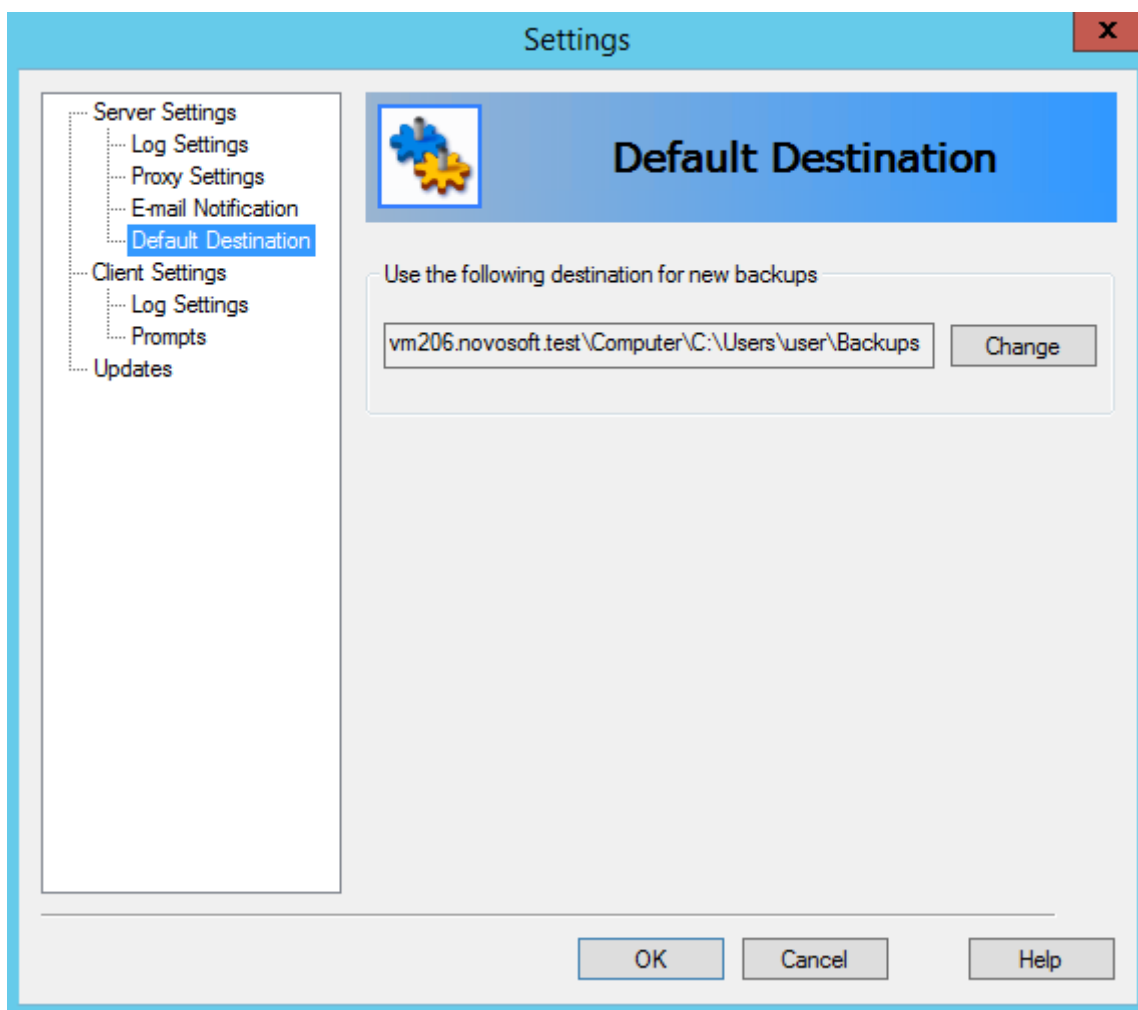 Settings
x
Server Settings
Log Settings
Proxy Settings
E-mail Notification
Default Destination
Client Settings
Log Settings
Prompts
Updates
Default Destination
Use the following destination for new backups
vm206.novosoft.test\Computer\C:\Users\user\Backups
Change
OK
Cancel
Help